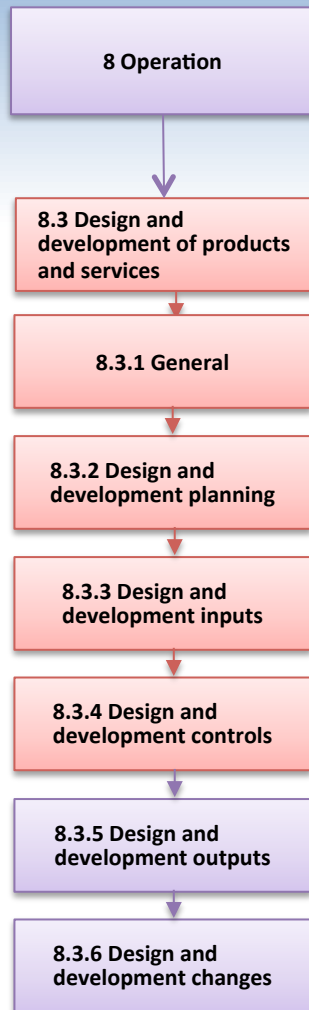 8 Operation
8.3 Design and
development of products
and services
8.3.1 General
8.3.2 Design and
development planning
8.3.3 Design and
development inputs
8.3.4 Design and
development controls
8.3.5 Design and
development outputs
8.3.6 Design and
development changes